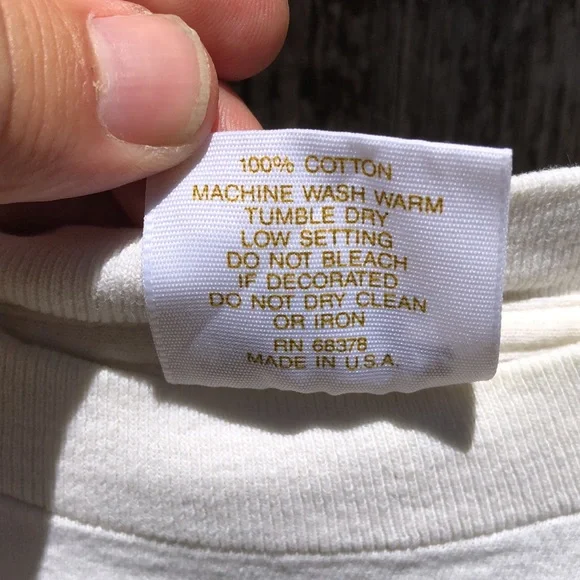 100% COTTON
MACHINE WASH WARM
TUMBLE DRY
LOW SETTING
DO NOT BLEACH
IF DECORATED
DO NOT DRY CLEAN
OR IRON
RN 68378
MADE IN U.S.A.